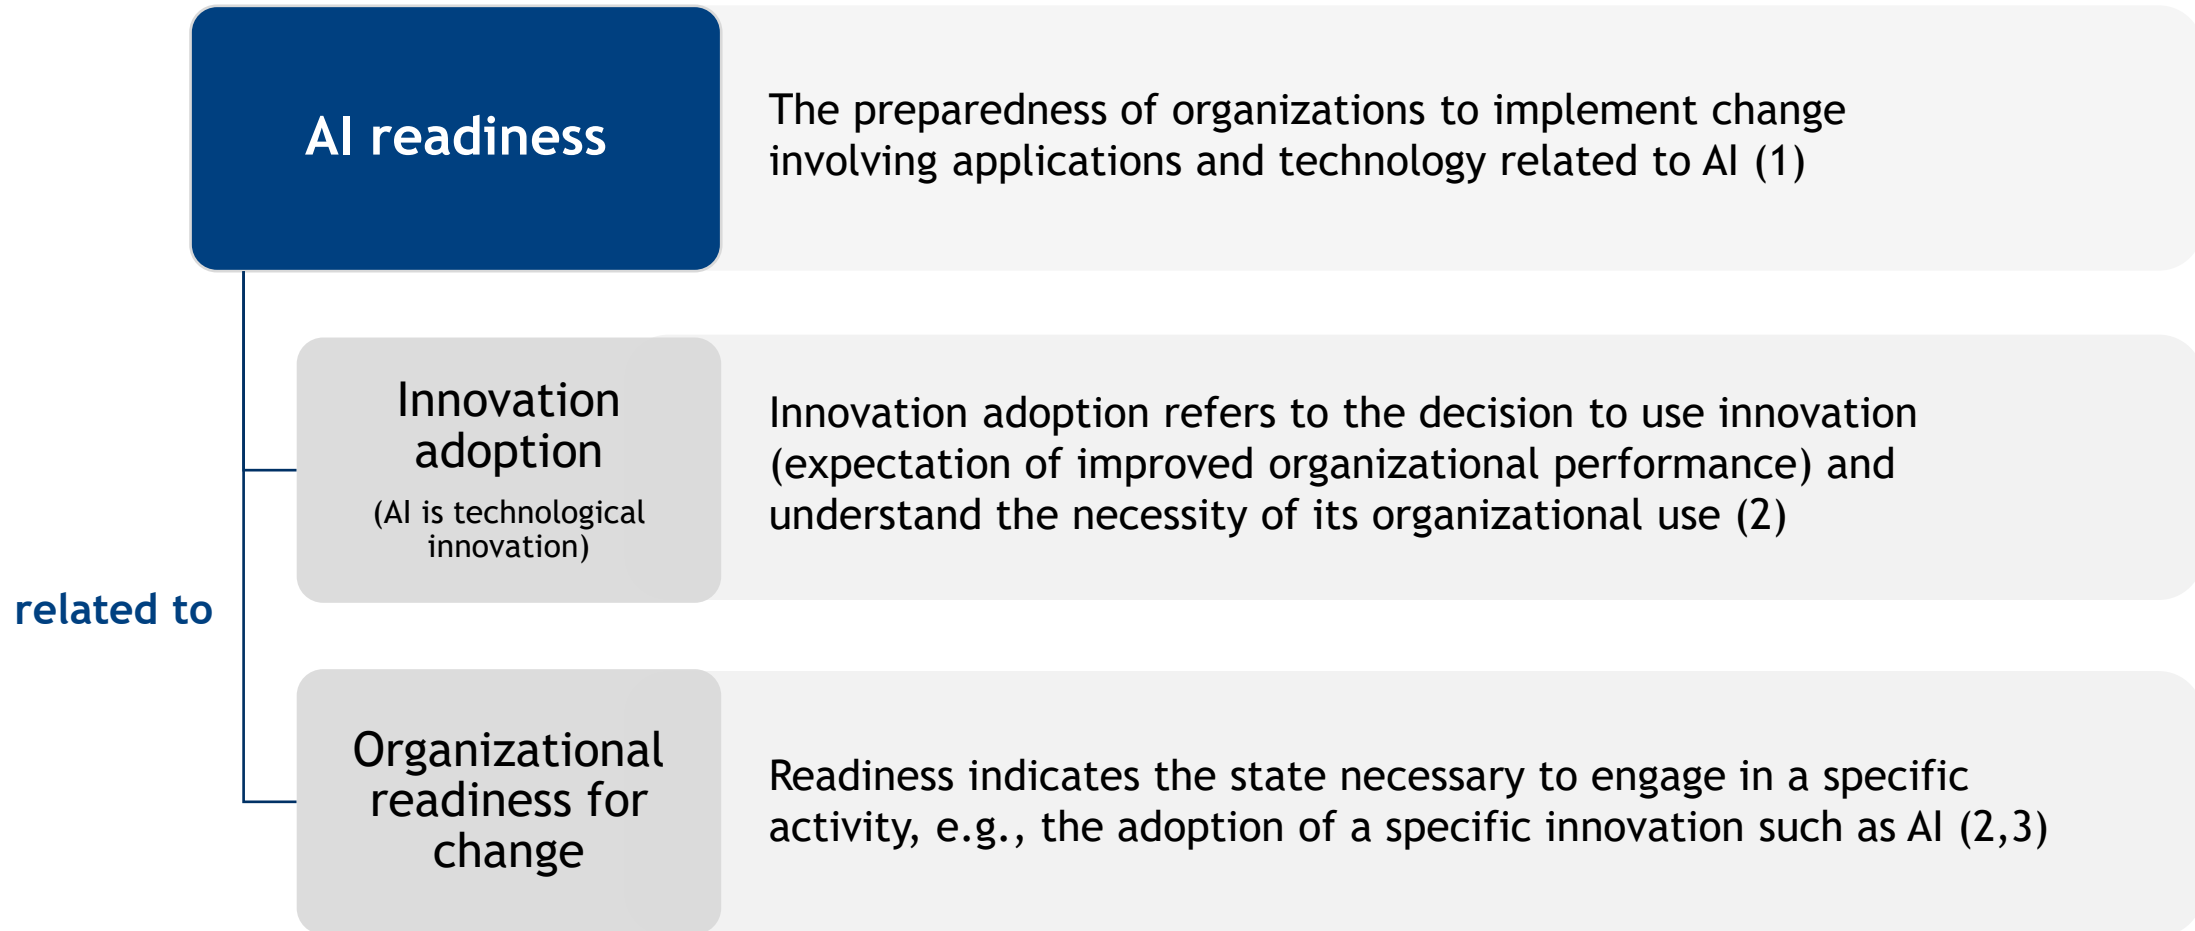 AI readiness
The preparedness of organizations to implement change
involving applications and technology related to AI (1)
Innovation
adoption
(AI is technological
innovation)
Innovation adoption refers to the decision to use innovation
(expectation of improved organizational performance) and
understand the necessity of its organizational use (2)
related to
Organizational
readiness for
change
Readiness indicates the state necessary to engage in a specific
activity, e.g., the adoption of a specific innovation such as AI (2,3)